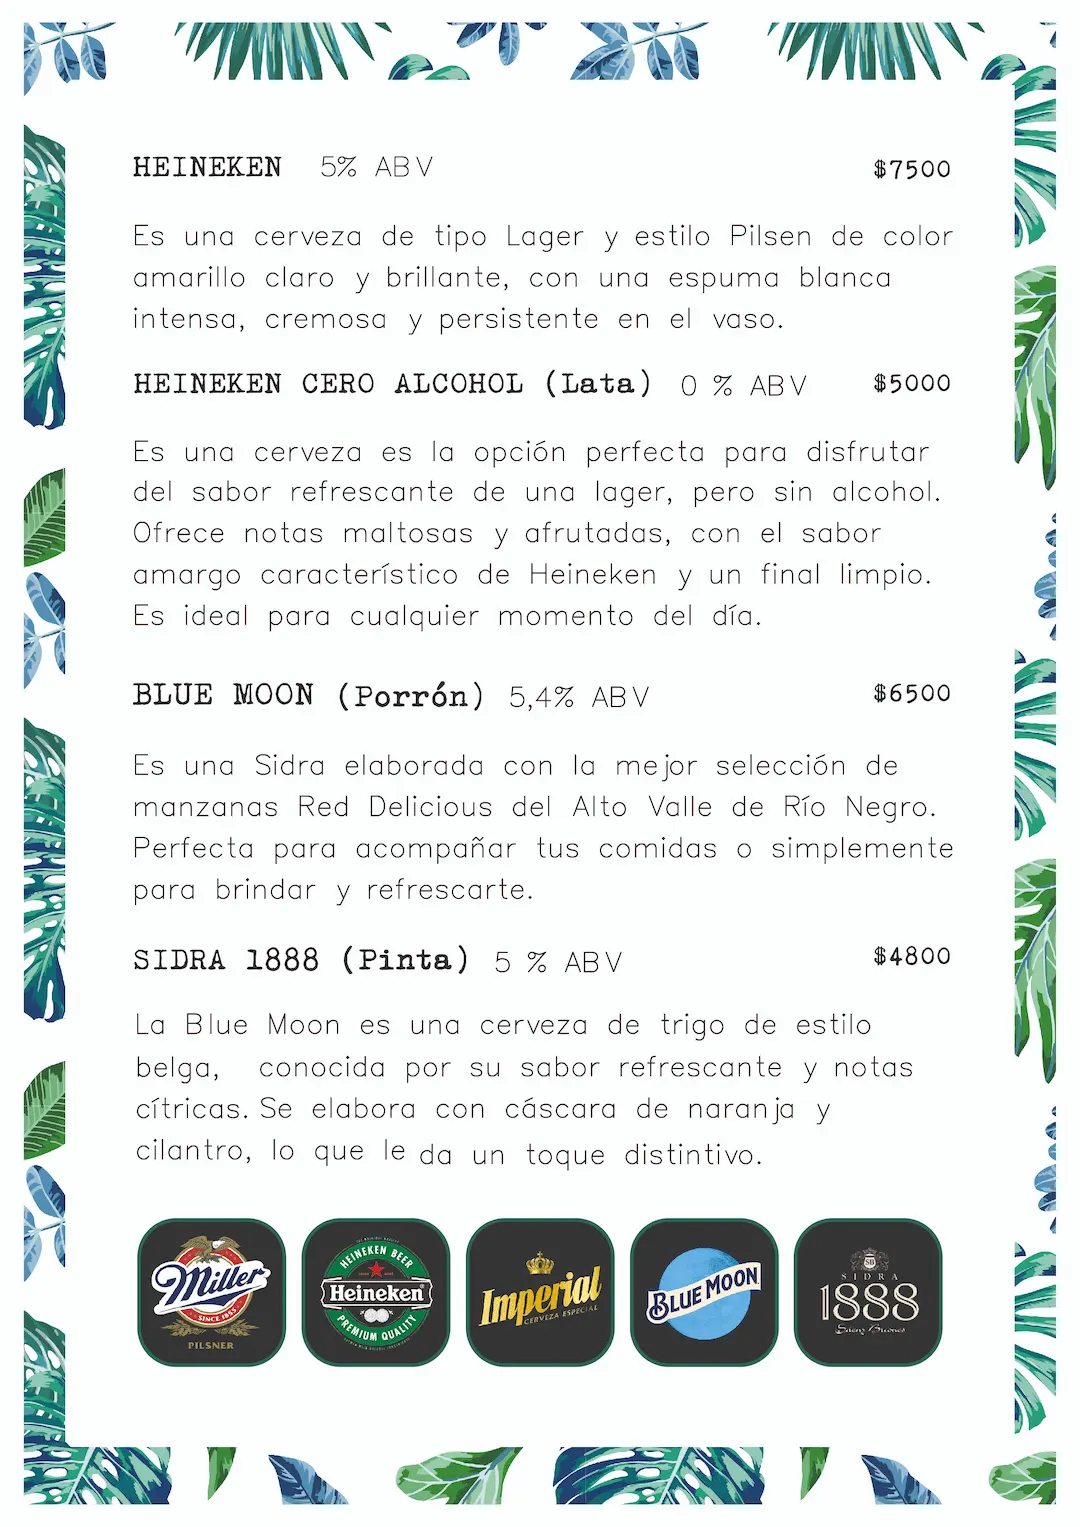 HEINEKEN 5% ABV $7500
Es una cerveza de tipo Lager y estilo Pilsen de color
amarillo claro y brillante, con una espuma blanca
intensa, cremosa y persistente en el vaso.
HEINEKEN CERO ALCOHOL (Lata) 0 % ABV $5000
Es una cerveza es la opción perfecta para disfrutar
del sabor refrescante de una lager, pero sin alcohol.
Ofrece notas maltosas y afrutadas, con el sabor
amargo característico de Heineken y un final limpio.
Es ideal para cualquier momento del día.
BLUE MOON (Porrón) 5,4% ABV $6500
Es una Sidra elaborada con la mejor selección de
manzanas Red Delicious del Alto Valle de Río Negro.
Perfecta para acompañar tus comidas o simplemente
para brindar y refrescarte.
SIDRA 1888 (Pinta) 5 % ABV $4800
La Blue Moon es una cerveza de trigo de estilo
belga, conocida por su sabor refrescante y notas
cítricas. Se elabora con cáscara de naranja y
cilantro, lo que le da un toque distintivo.
Miller
SINCE 1855
PILSNER
HEINEKEN BEER
Heineken
PREMIUM QUALITY
Imperial
CERVEZA ESPECIAL
BLUE MOON
SB
SIDRA
1888
Saenz Briones